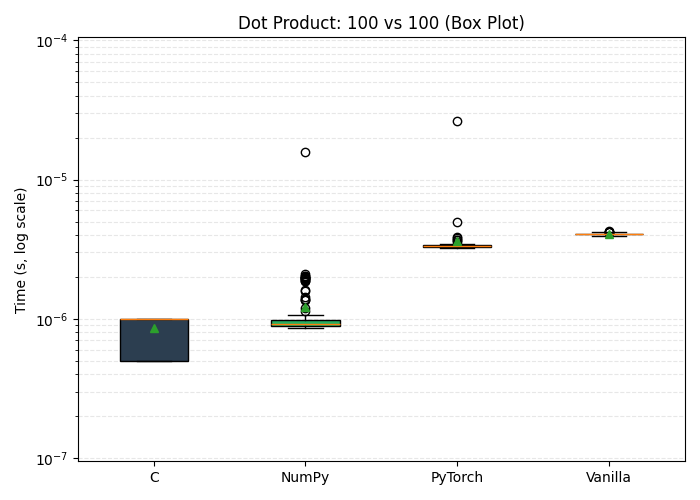 Dot Product: 100 vs 100 (Box Plot)
Time (s, log scale)
10⁻⁴
10⁻⁵
10⁻⁶
10⁻⁷
C NumPy PyTorch Vanilla